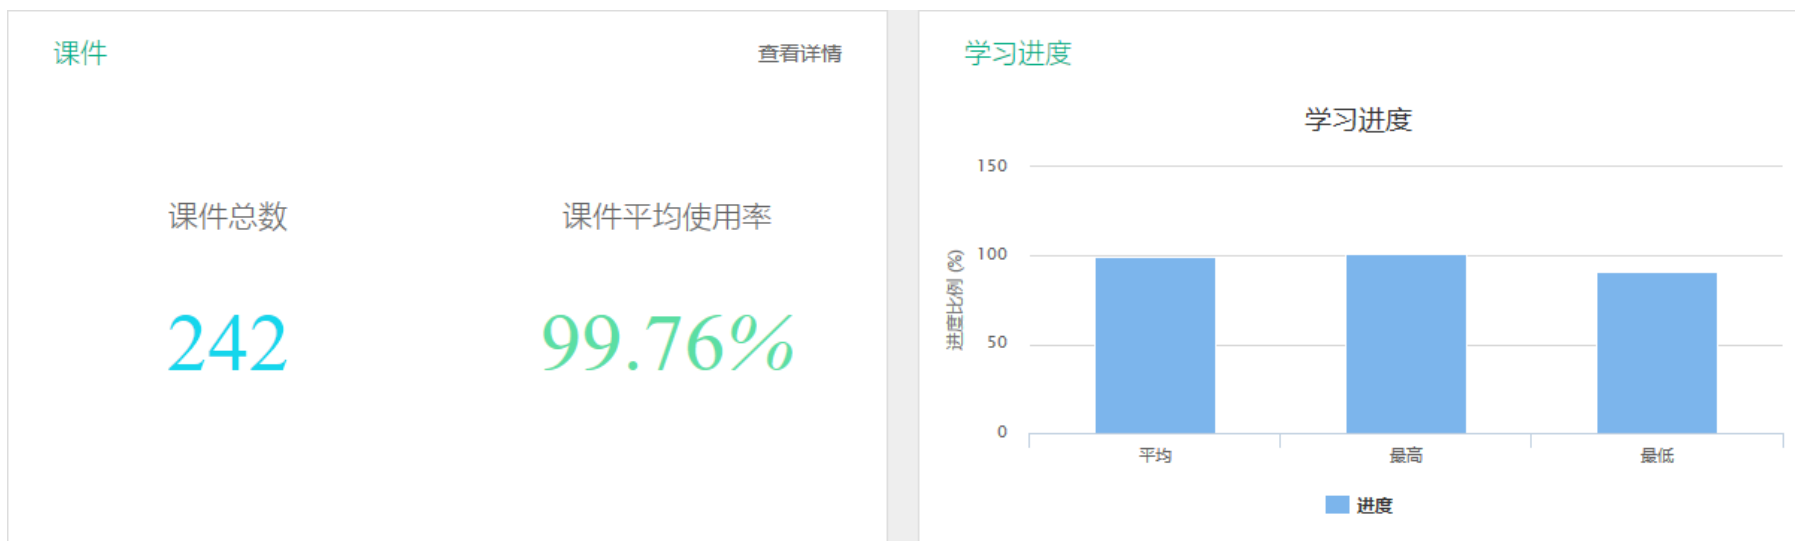 课件
查看详情
课件总数
课件平均使用率
242
99.76%
学习进度
学习进度
150
100
50
0
进度比例 (%)
平均
最高
最低
进度